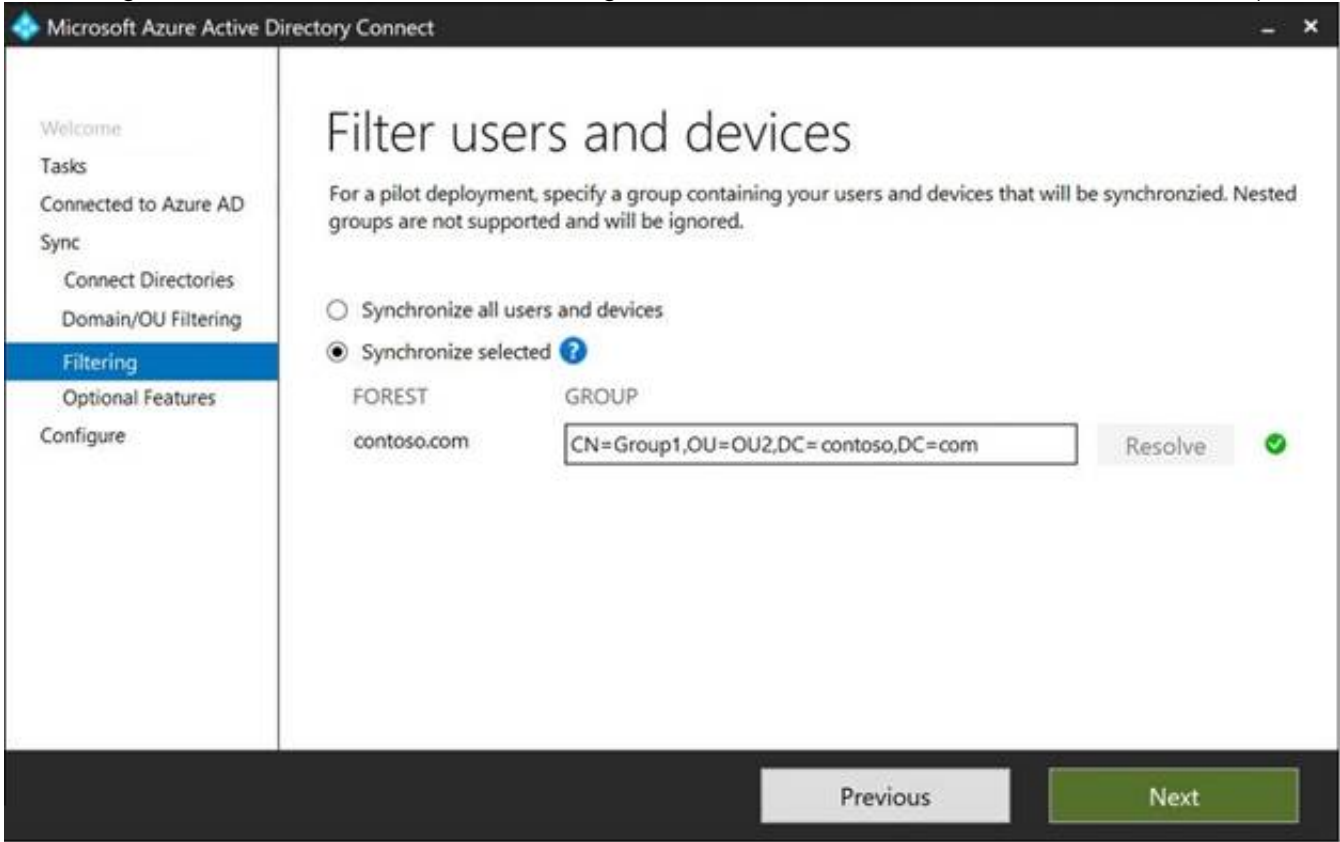 Microsoft Azure Active Directory Connect
Welcome
Tasks
Connected to Azure AD
Sync
Connect Directories
Domain/OU Filtering
Filtering
Optional Features
Configure
Filter users and devices
For a pilot deployment, specify a group containing your users and devices that will be synchronzied. Nested
groups are not supported and will be ignored.
Synchronize all users and devices
Synchronize selected ?
FOREST GROUP
contoso.com CN=Group1,OU=OU2,DC=contoso,DC=com Resolve
Previous Next